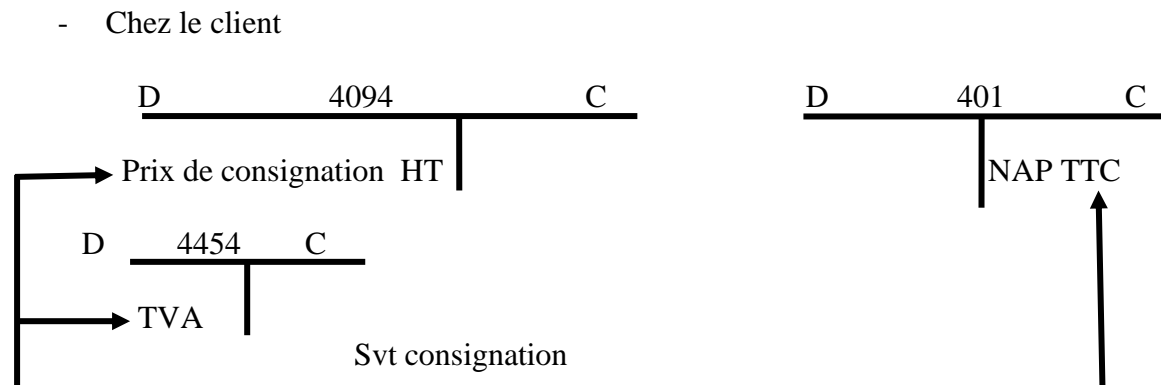 - Chez le client
D 4094 C D 401 C
Prix de consignation HT NAP TTC
D 4454 C
TVA
Svt consignation